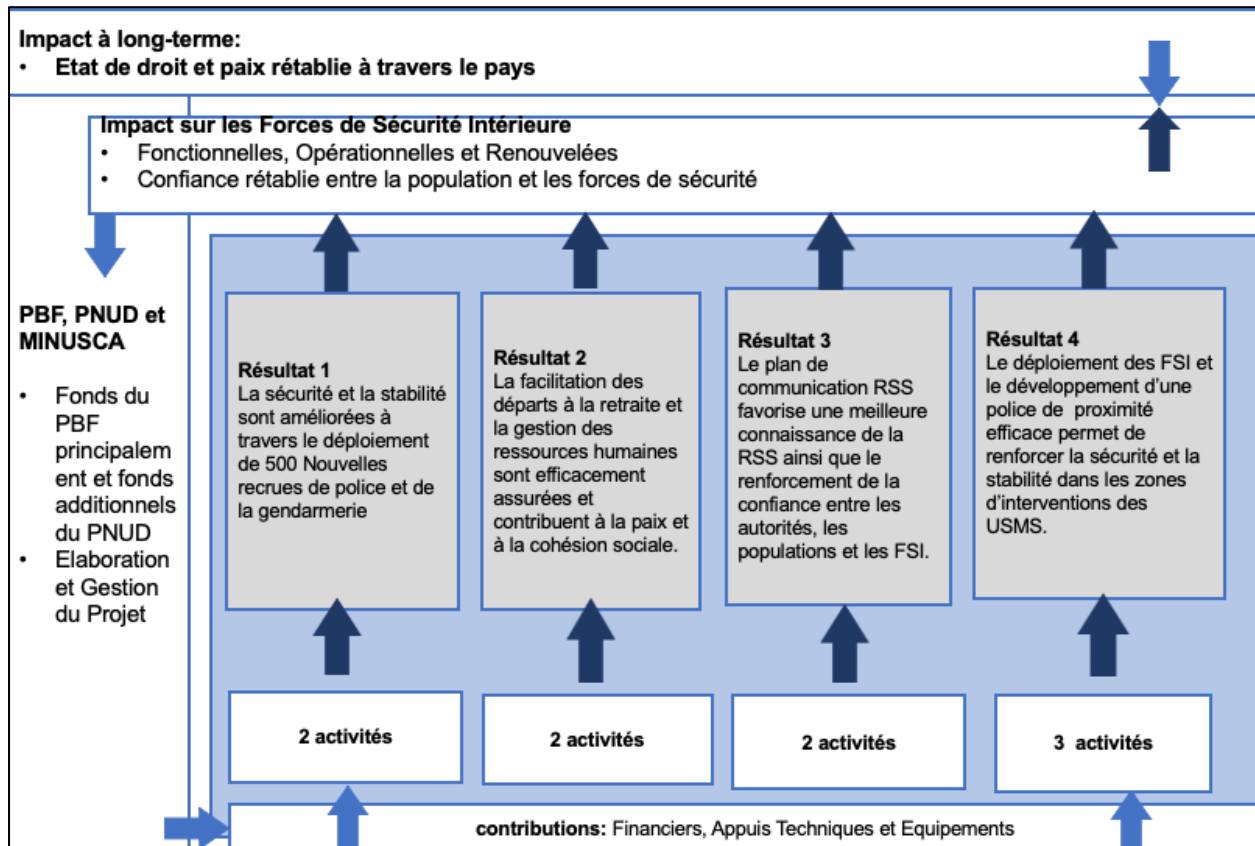 Impact à long-terme:
• Etat de droit et paix rétablie à travers le pays
Impact sur les Forces de Sécurité Intérieure
• Fonctionnelles, Opérationnelles et Renouvelées
• Confiance rétablie entre la population et les forces de sécurité
PBF, PNUD et
MINUSCA
• Fonds du
PBF
principalem
ent et fonds
additionnels
du PNUD
• Elaboration
et Gestion
du Projet
Résultat 1
La sécurité et la stabilité
sont améliorées à
travers le déploiement
de 500 Nouvelles
recrues de police et de
la gendarmerie
Résultat 2
La facilitation des
départs à la retraite et
la gestion des
ressources humaines
sont efficacement
assurées et
contribuent à la paix et
à la cohésion sociale.
Résultat 3
Le plan de
communication RSS
favorise une meilleure
connaissance de la
RSS ainsi que le
renforcement de la
confiance entre les
autorités, les
populations et les FSI.
Résultat 4
Le déploiement des FSI et
le développement d'une
police de proximité
efficace permet de
renforcer la sécurité et la
stabilité dans les zones
d'interventions des
USMS.
2 activités
2 activités
2 activités
3 activités
contributions: Financiers, Appuis Techniques et Equipements